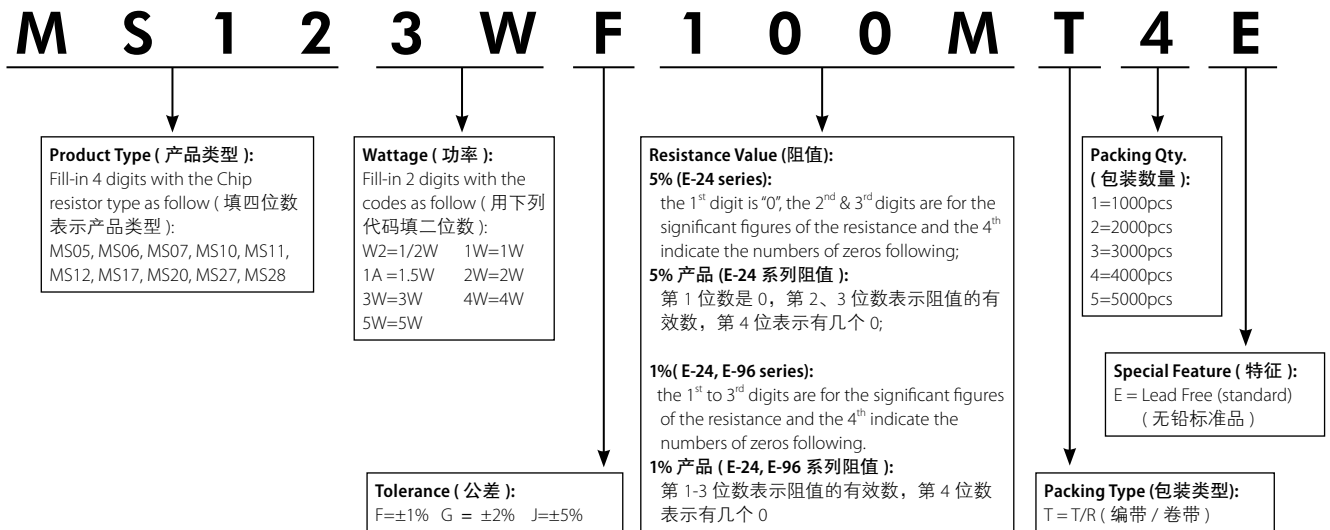 M S 1 2 3 W F 1 0 0 M T 4 E
Product Type ( 产品类型 ):
Fill-in 4 digits with the Chip
resistor type as follow ( 填四位数
表示产品类型 ):
MS05, MS06, MS07, MS10, MS11,
MS12, MS17, MS20, MS27, MS28
Wattage ( 功率 ):
Fill-in 2 digits with the
codes as follow ( 用下列
代码填二位数 ):
W2=1/2W 1W=1W
1A =1.5W 2W=2W
3W=3W 4W=4W
5W=5W
Resistance Value (阻值):
5% (E-24 series):
the 1st digit is "0", the 2nd & 3rd digits are for the
significant figures of the resistance and the 4th
indicate the numbers of zeros following;
5% 产品 (E-24 系列阻值 ):
第 1 位数是 0，第 2、3 位数表示阻值的有
效数，第 4 位表示有几个 0;
1%( E-24, E-96 series):
the 1st to 3rd digits are for the significant figures
of the resistance and the 4th indicate the
numbers of zeros following.
1% 产品 ( E-24, E-96 系列阻值 ):
第 1-3 位数表示阻值的有效数，第 4 位数
表示有几个 0
Packing Qty.
( 包装数量 ):
1=1000pcs
2=2000pcs
3=3000pcs
4=4000pcs
5=5000pcs
Special Feature ( 特征 ):
E = Lead Free (standard)
( 无铅标准品 )
Tolerance ( 公差 ):
F=±1% G = ±2% J=±5%
Packing Type (包装类型):
T = T/R ( 编带 / 卷带 )